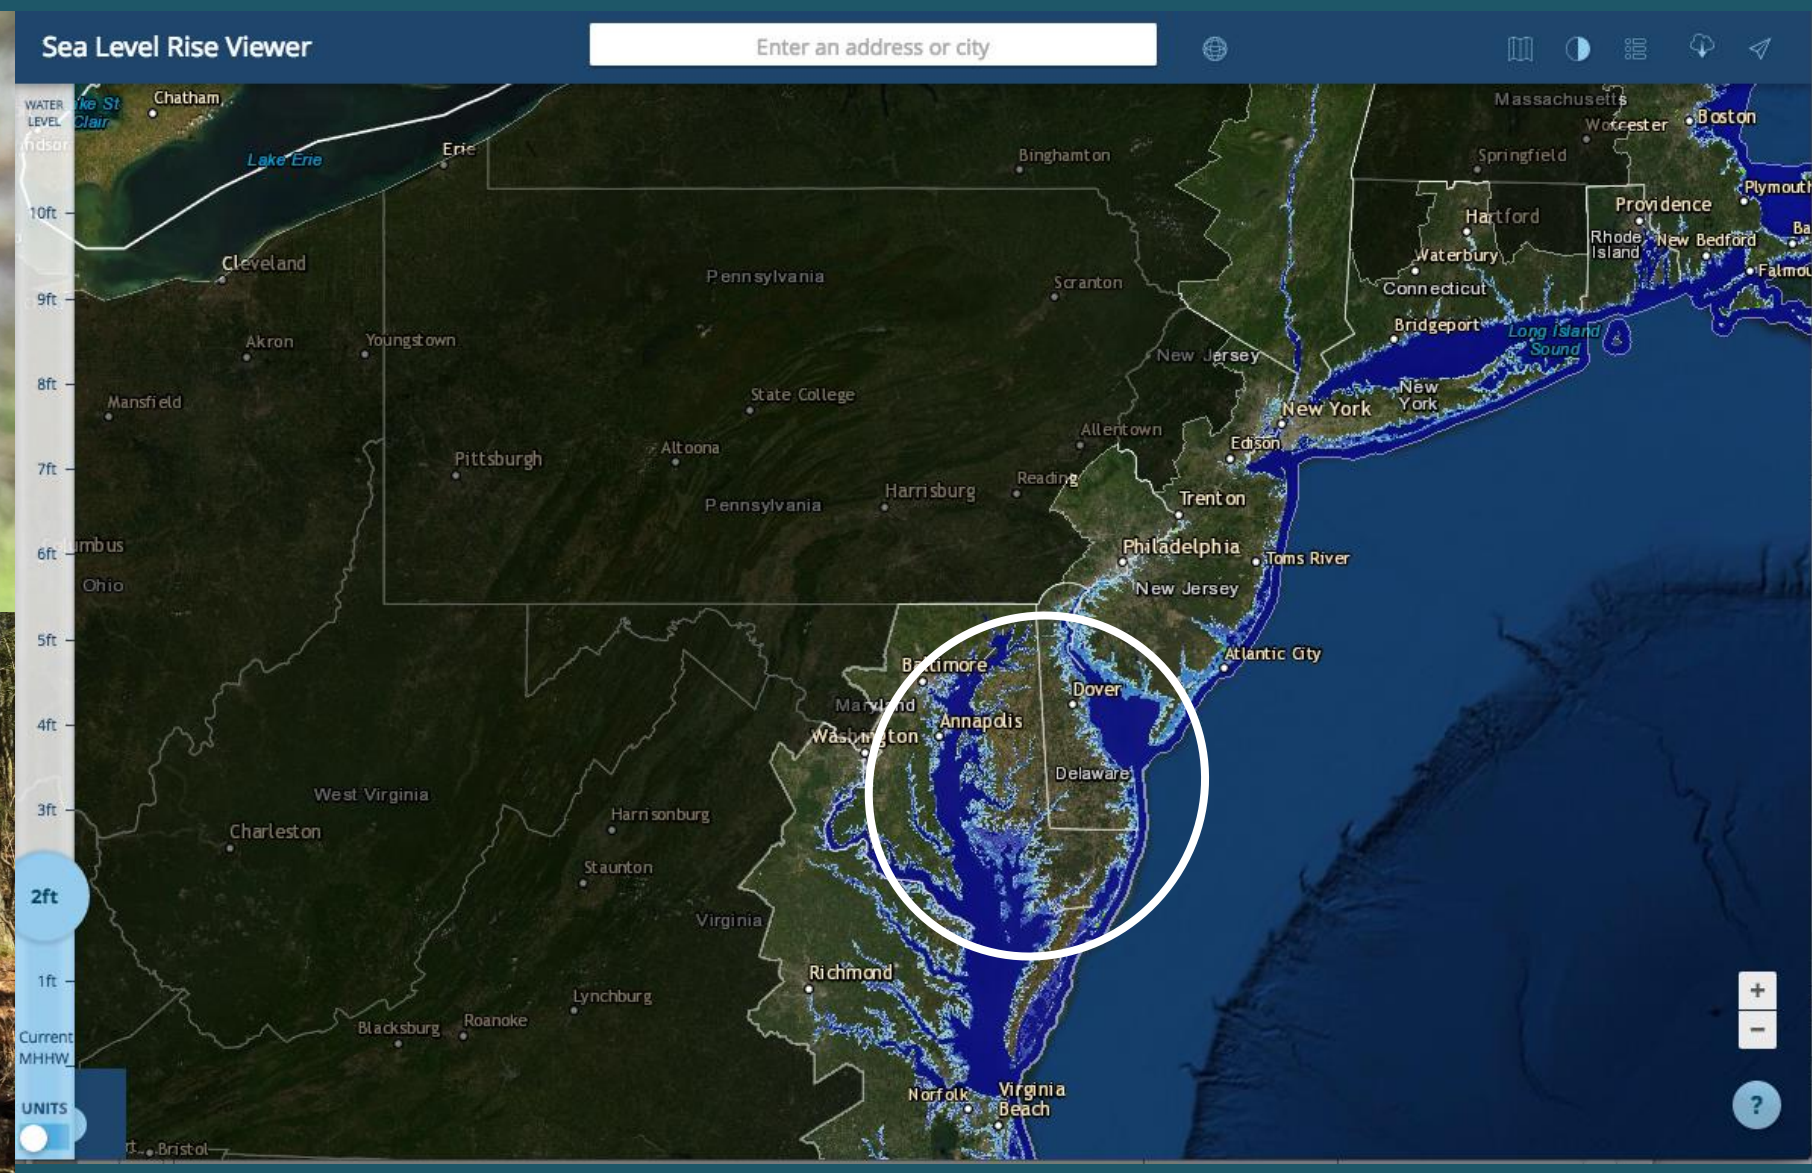 Sea Level Rise Viewer
Enter an address or city
WATER
LEVEL
10ft
9ft
8ft
7ft
6ft
5ft
4ft
3ft
2ft
1ft
Current
MHHW
UNITS
Clair
Chatham
Lake Erie
Erie
Binghamton
Massachusetts
Worcester
Boston
Springfield
Plymouth
Hartford
Providence
Waterbury
Rhode
Island
New Bedford
Connecticut
Cleveland
Pennsylvania
Scranton
Bridgeport
Long Island
Sound
Akron
Youngstown
New Jersey
Mansfield
State College
New York
New
York
Allentown
Edison
Pittsburgh
Altoona
Reading
Harrisburg
Trenton
Pennsylvania
Philadelphia
Toms River
Ohio
New Jersey
Baltimore
Atlantic City
Dover
Maryland
Annapolis
Washington
Delaware
West Virginia
Harrisonburg
Charleston
Staunton
Virginia
Richmond
Lynchburg
Blacksburg
Roanoke
Norfolk
Virginia
Beach
Bristol
+
−
?